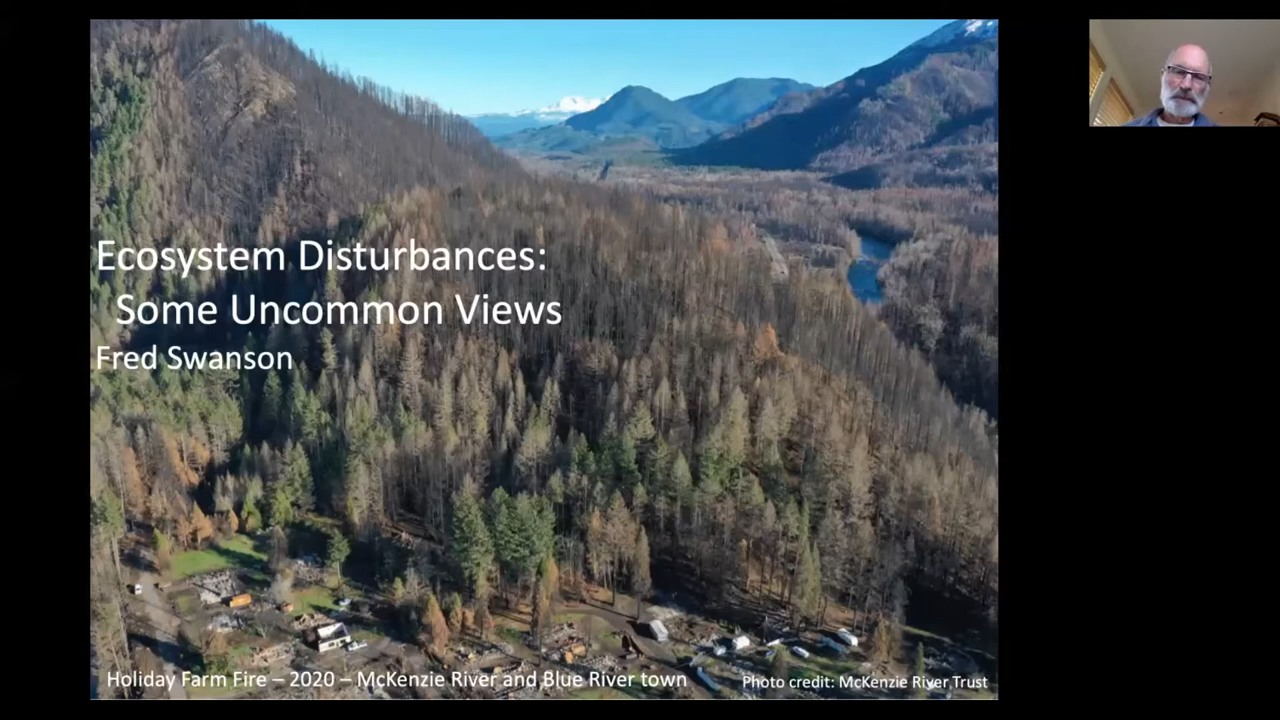 Ecosystem Disturbances:
Some Uncommon Views
Fred Swanson
Holiday Farm Fire – 2020 – McKenzie River and Blue River town
Photo credit: McKenzie River Trust